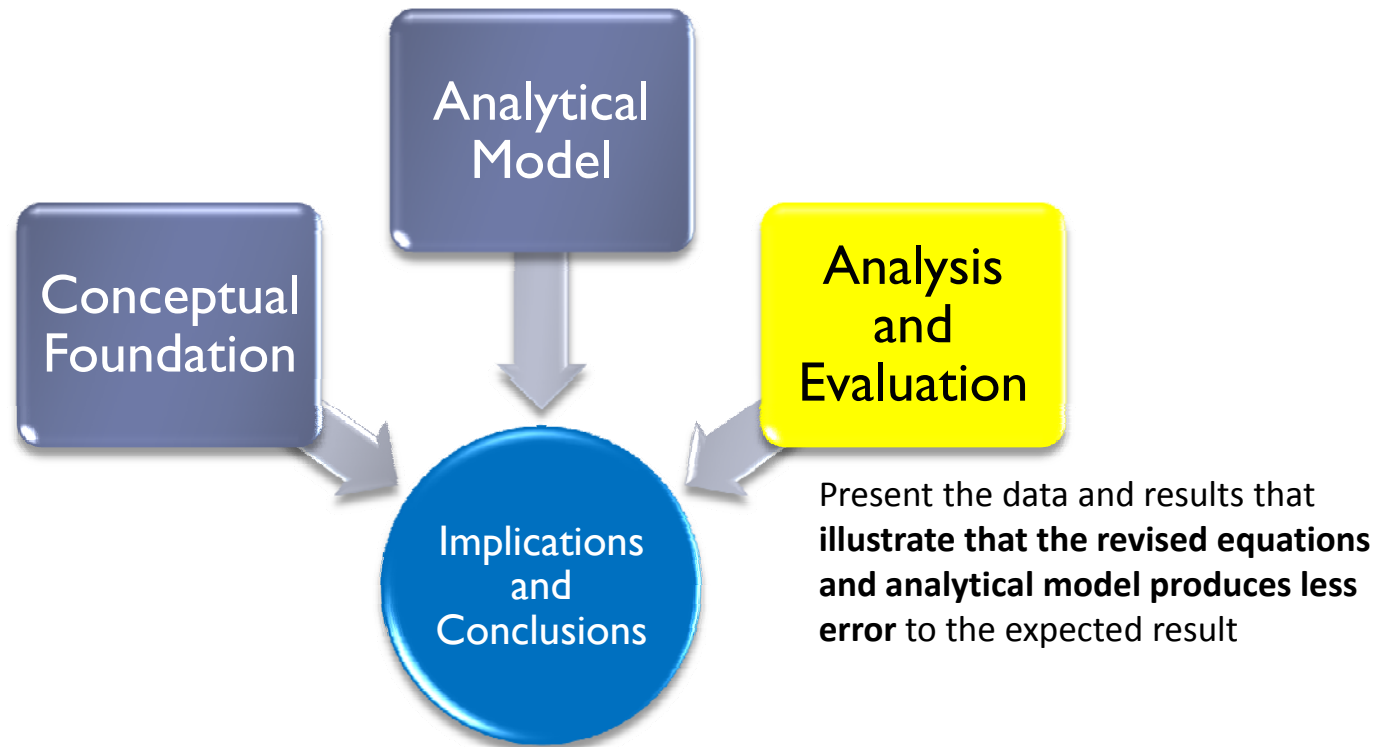 Analytical
Model
Conceptual
Foundation
Analysis
and
Evaluation
Implications
and
Conclusions
Present the data and results that
illustrate that the revised equations
and analytical model produces less
error to the expected result